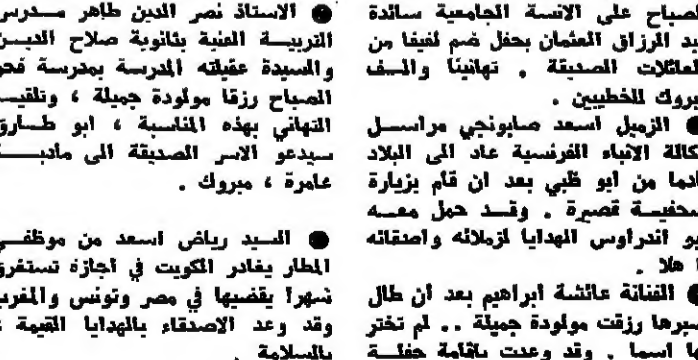 الصباح على الانسة الجامعية سائدة
عبد الرزاق العثمان بحفل ضم لفيفا من
العائلات الصديقة . تهانينا والف
مبروك للخطيبين .
● الزميل اسعد صابونجي مراسل
وكالة الانباء الفرنسية عاد الى البلاد
قادما من ابو ظبي بعد ان قام بزيارة
صحفية قصيرة . وقد حمل معه
ابو اندراوس الهدايا لزملائه واصدقائه
هلا .
● الفنانة عائشة ابراهيم بعد ان طال
صبرها رزقت مولودة جميلة .. لم تختر
لها اسما . وقد وعدت باقامة حفلة
● الاستاذ نصر الدين طاهر مدرس
التربية الفنية بثانوية صلاح الدين
والسيدة عقيلته المدرسة بمدرسة فجر
الصباح رزقا مولودة جميلة ، وتلقيا
التهاني بهذه المناسبة ، ابو طارق
سيدعو الاسر الصديقة الى مادبة
عامرة ، مبروك .
● السيد رياض اسعد من موظفي
المطار يغادر الكويت في اجازة تستغرق
شهرا يقضيها في مصر وتونس والمغرب
وقد وعد الاصدقاء بالهدايا القيمة ؛
بالسلامة .